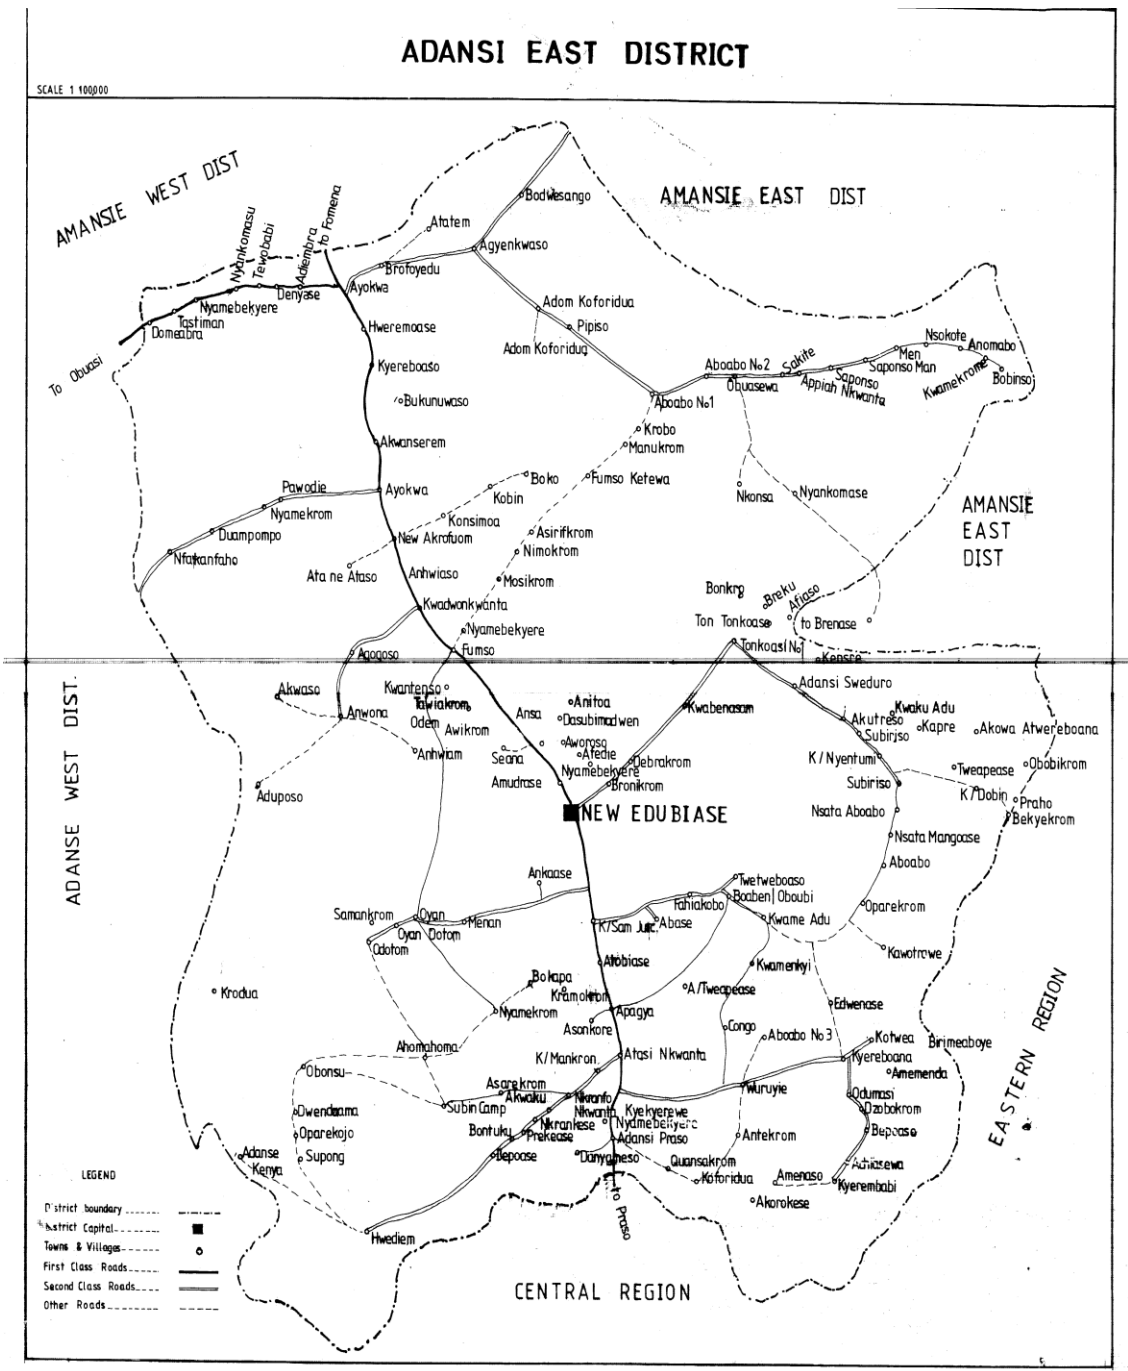 ADANSI EAST DISTRICT
SCALE 1 100,000
AMANSIE WEST DIST
AMANSIE EAST DIST
to Fomena
Adiembra
Tewobabi
Nyankomasu
Atatem
Bodwesango
Agyenkwaso
Brofoyedu
Ayokwa
Denyase
Nyamebekyere
Tastiman
Domeabra
To Obuasi
Adom Koforidua
Hweremoase
Pipiso
Adom Koforidua
Kyereboaso
Bukunuwaso
Aboabo No2
Obuasewa
Sakite
Appiah Nkwanta
Saponso
Saponso Man
Men
Nsokote
Anomabo
Kwamekrome
Bobinso
Aboabo No1
Krobo
Manukrom
Akwanserem
Fumso Ketewa
Boko
Kobin
Pawodie
Ayokwa
Nyamekrom
Nkonsa
Nyankomase
AMANSIE
EAST
DIST
Konsimoa
Duampompo
New Akrofuom
Asirifkrom
Nimokrom
Nfankanfaho
Ata ne Ataso
Anhwiaso
Mosikrom
Bonkro
Breku
Afiaso
Kwadwonkwanta
Ton Tonkoase
to Brenase
Nyamebekyere
Fumso
Tonkoasi No
Kensre
Agogoso
Adansi Sweduro
Akwaso
Kwantenso
Tawiakrom
Odem
Awikrom
Anwona
Ansa
Anitoa
Dasubimadwen
Kwabenasam
Kwaku Adu
Akutreso
Kapre
Akowa Atwereboana
Subirjso
Anhwiam
Seana
Aworoso
Afedie
Nyamebekyere
Debrakrom
K/Nyentumi
Tweapease
Obobikrom
Aduposo
Amudrase
Bronikrom
Subiriso
K/Dobin
Praho
Bekyekrom
NEW EDUBIASE
Nsata Aboabo
Nsata Mangoase
Aboabo
ADANSE WEST DIST.
Ankaase
Twetweboaso
Boaben/Oboubi
Fahiakobo
Oparekrom
Samankrom
Oyan
Oyan Dotom
Menan
K/Sam Junc.
Abase
Kwame Adu
Odotom
Kawotrowe
Atobiase
Kwamenkyi
Bokapa
Kramokrom
A/Tweapease
Krodua
Edwenase
Nyamekrom
Apagya
Asonkore
Congo
Aboabo No 3
Kotwea
Birimeaboye
Ahomahoma
K/Mankron.
Atasi Nkwanta
Kyereboana
EASTERN REGION
Obonsu
Amemenda
Asarekrom
Akwaku
Nkranfo
Wuruyie
Odumasi
Subin Camp
Nkwanta
Kyekyerewe
Dzobokrom
Nyamebekyere
Nkrankese
Dwendaama
Oparekojo
Bontuku
Prekease
Adansi Praso
Antekrom
Bepoase
Supong
Bepoase
Danyameso
Quansakrom
Achiasewa
Adanse
Kenya
Koforidua
Amenaso
Kyerembabi
Akorokese
to Praso
Hwediem
CENTRAL REGION
LEGEND
District boundary
District Capital
Towns & Villages
First Class Roads
Second Class Roads
Other Roads